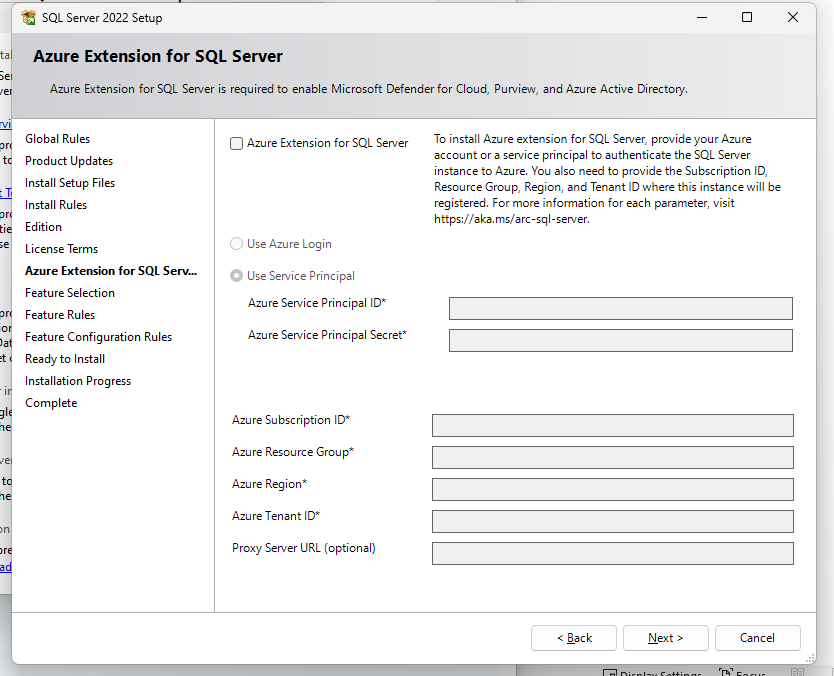 SQL Server 2022 Setup
Azure Extension for SQL Server
Azure Extension for SQL Server is required to enable Microsoft Defender for Cloud, Purview, and Azure Active Directory.
Global Rules
Product Updates
Install Setup Files
Install Rules
Edition
License Terms
Azure Extension for SQL Serv...
Feature Selection
Feature Rules
Feature Configuration Rules
Ready to Install
Installation Progress
Complete
Azure Extension for SQL Server
To install Azure extension for SQL Server, provide your Azure
account or a service principal to authenticate the SQL Server
instance to Azure. You also need to provide the Subscription ID,
Resource Group, Region, and Tenant ID where this instance will be
registered. For more information for each parameter, visit
https://aka.ms/arc-sql-server.
Use Azure Login
Use Service Principal
Azure Service Principal ID*
Azure Service Principal Secret*
Azure Subscription ID*
Azure Resource Group*
Azure Region*
Azure Tenant ID*
Proxy Server URL (optional)
< Back
Next >
Cancel
Display Settings
Focus